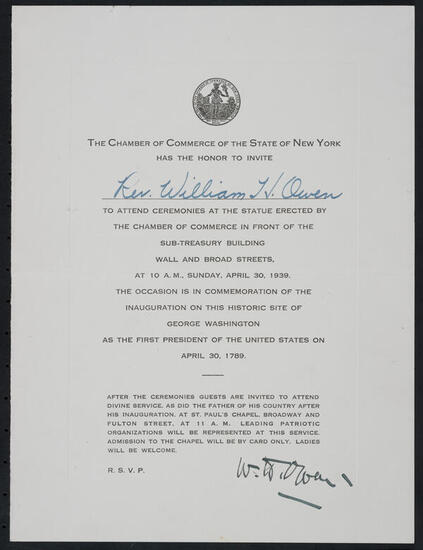 THE CHAMBER OF COMMERCE OF THE STATE OF NEW YORK
HAS THE HONOR TO INVITE
Rev. William H. Owen
TO ATTEND CEREMONIES AT THE STATUE ERECTED BY
THE CHAMBER OF COMMERCE IN FRONT OF THE
SUB-TREASURY BUILDING
WALL AND BROAD STREETS,
AT 10 A. M., SUNDAY, APRIL 30, 1939.
THE OCCASION IS IN COMMEMORATION OF THE
INAUGURATION ON THIS HISTORIC SITE OF
GEORGE WASHINGTON
AS THE FIRST PRESIDENT OF THE UNITED STATES ON
APRIL 30, 1789.
AFTER THE CEREMONIES GUESTS ARE INVITED TO ATTEND
DIVINE SERVICE, AS DID THE FATHER OF HIS COUNTRY AFTER
HIS INAUGURATION, AT ST. PAUL'S CHAPEL, BROADWAY AND
FULTON STREET, AT 11 A. M. LEADING PATRIOTIC
ORGANIZATIONS WILL BE REPRESENTED AT THIS SERVICE.
ADMISSION TO THE CHAPEL WILL BE BY CARD ONLY. LADIES
WILL BE WELCOME.
R. S. V. P.
W. H. Owen